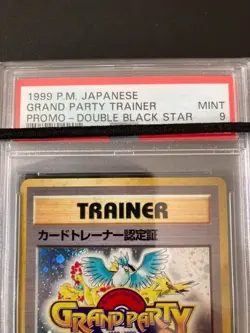 1999 P.M. JAPANESE
GRAND PARTY TRAINER MINT
PROMO - DOUBLE BLACK STAR 9
TRAINER
カードトレーナー認定証
GRAND PARTY